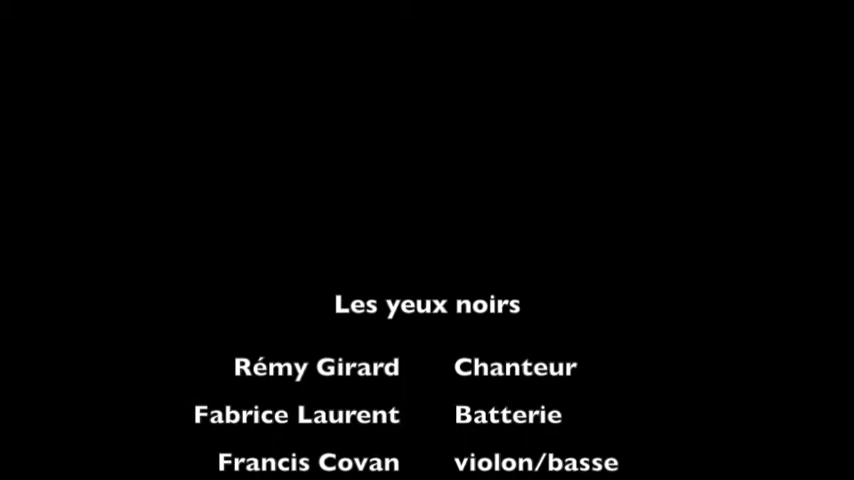 Les yeux noirs
Rémy Girard Chanteur
Fabrice Laurent Batterie
Francis Covan violon/basse